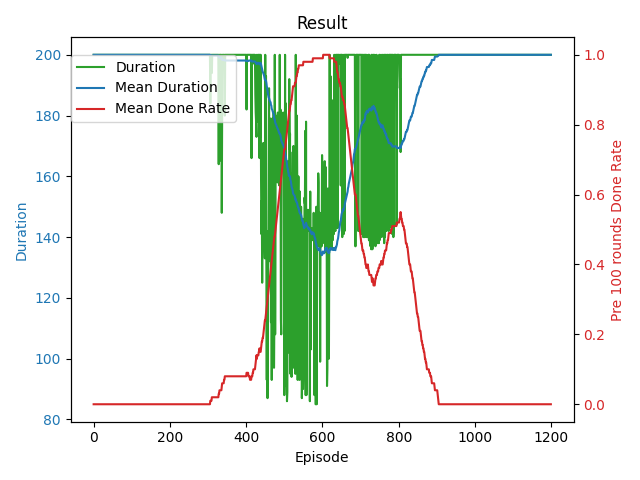 Result
Duration
Mean Duration
Mean Done Rate
200
180
160
140
120
100
80
Duration
1.0
0.8
0.6
0.4
0.2
0.0
Pre 100 rounds Done Rate
0 200 400 600 800 1000 1200
Episode